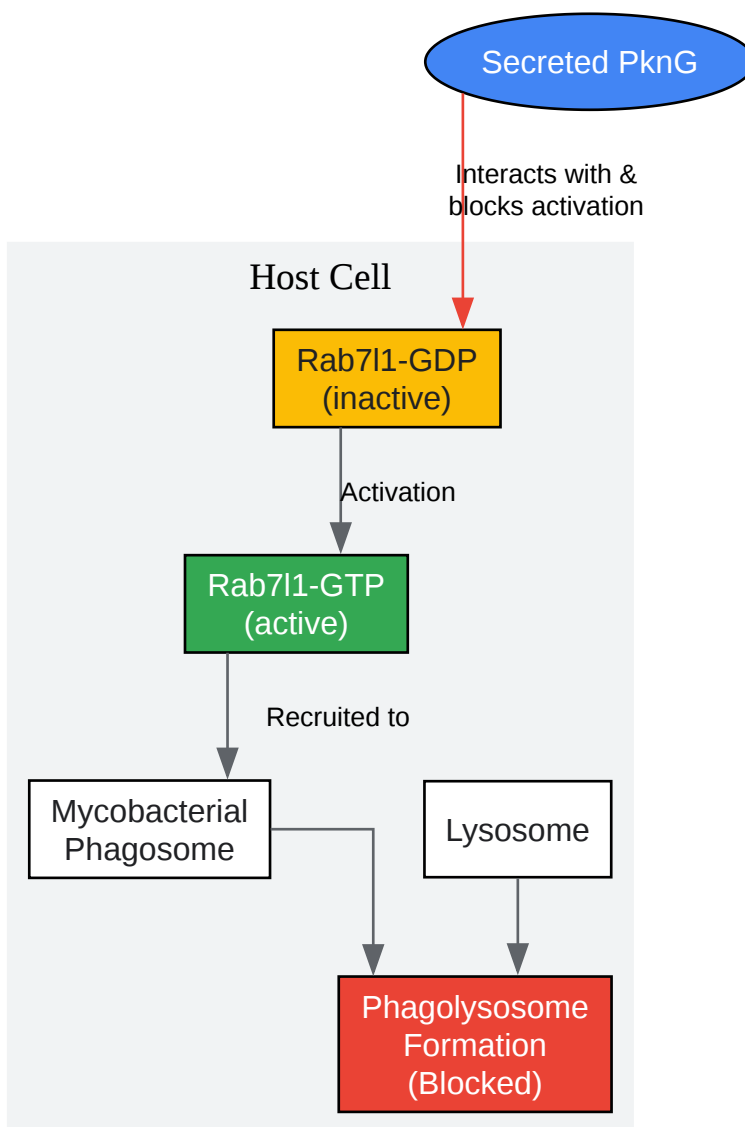 Secreted PknG
Interacts with &
blocks activation
Host Cell
Rab7l1-GDP
(inactive)
Activation
Rab7l1-GTP
(active)
Recruited to
Mycobacterial
Phagosome
Lysosome
Phagolysosome
Formation
(Blocked)